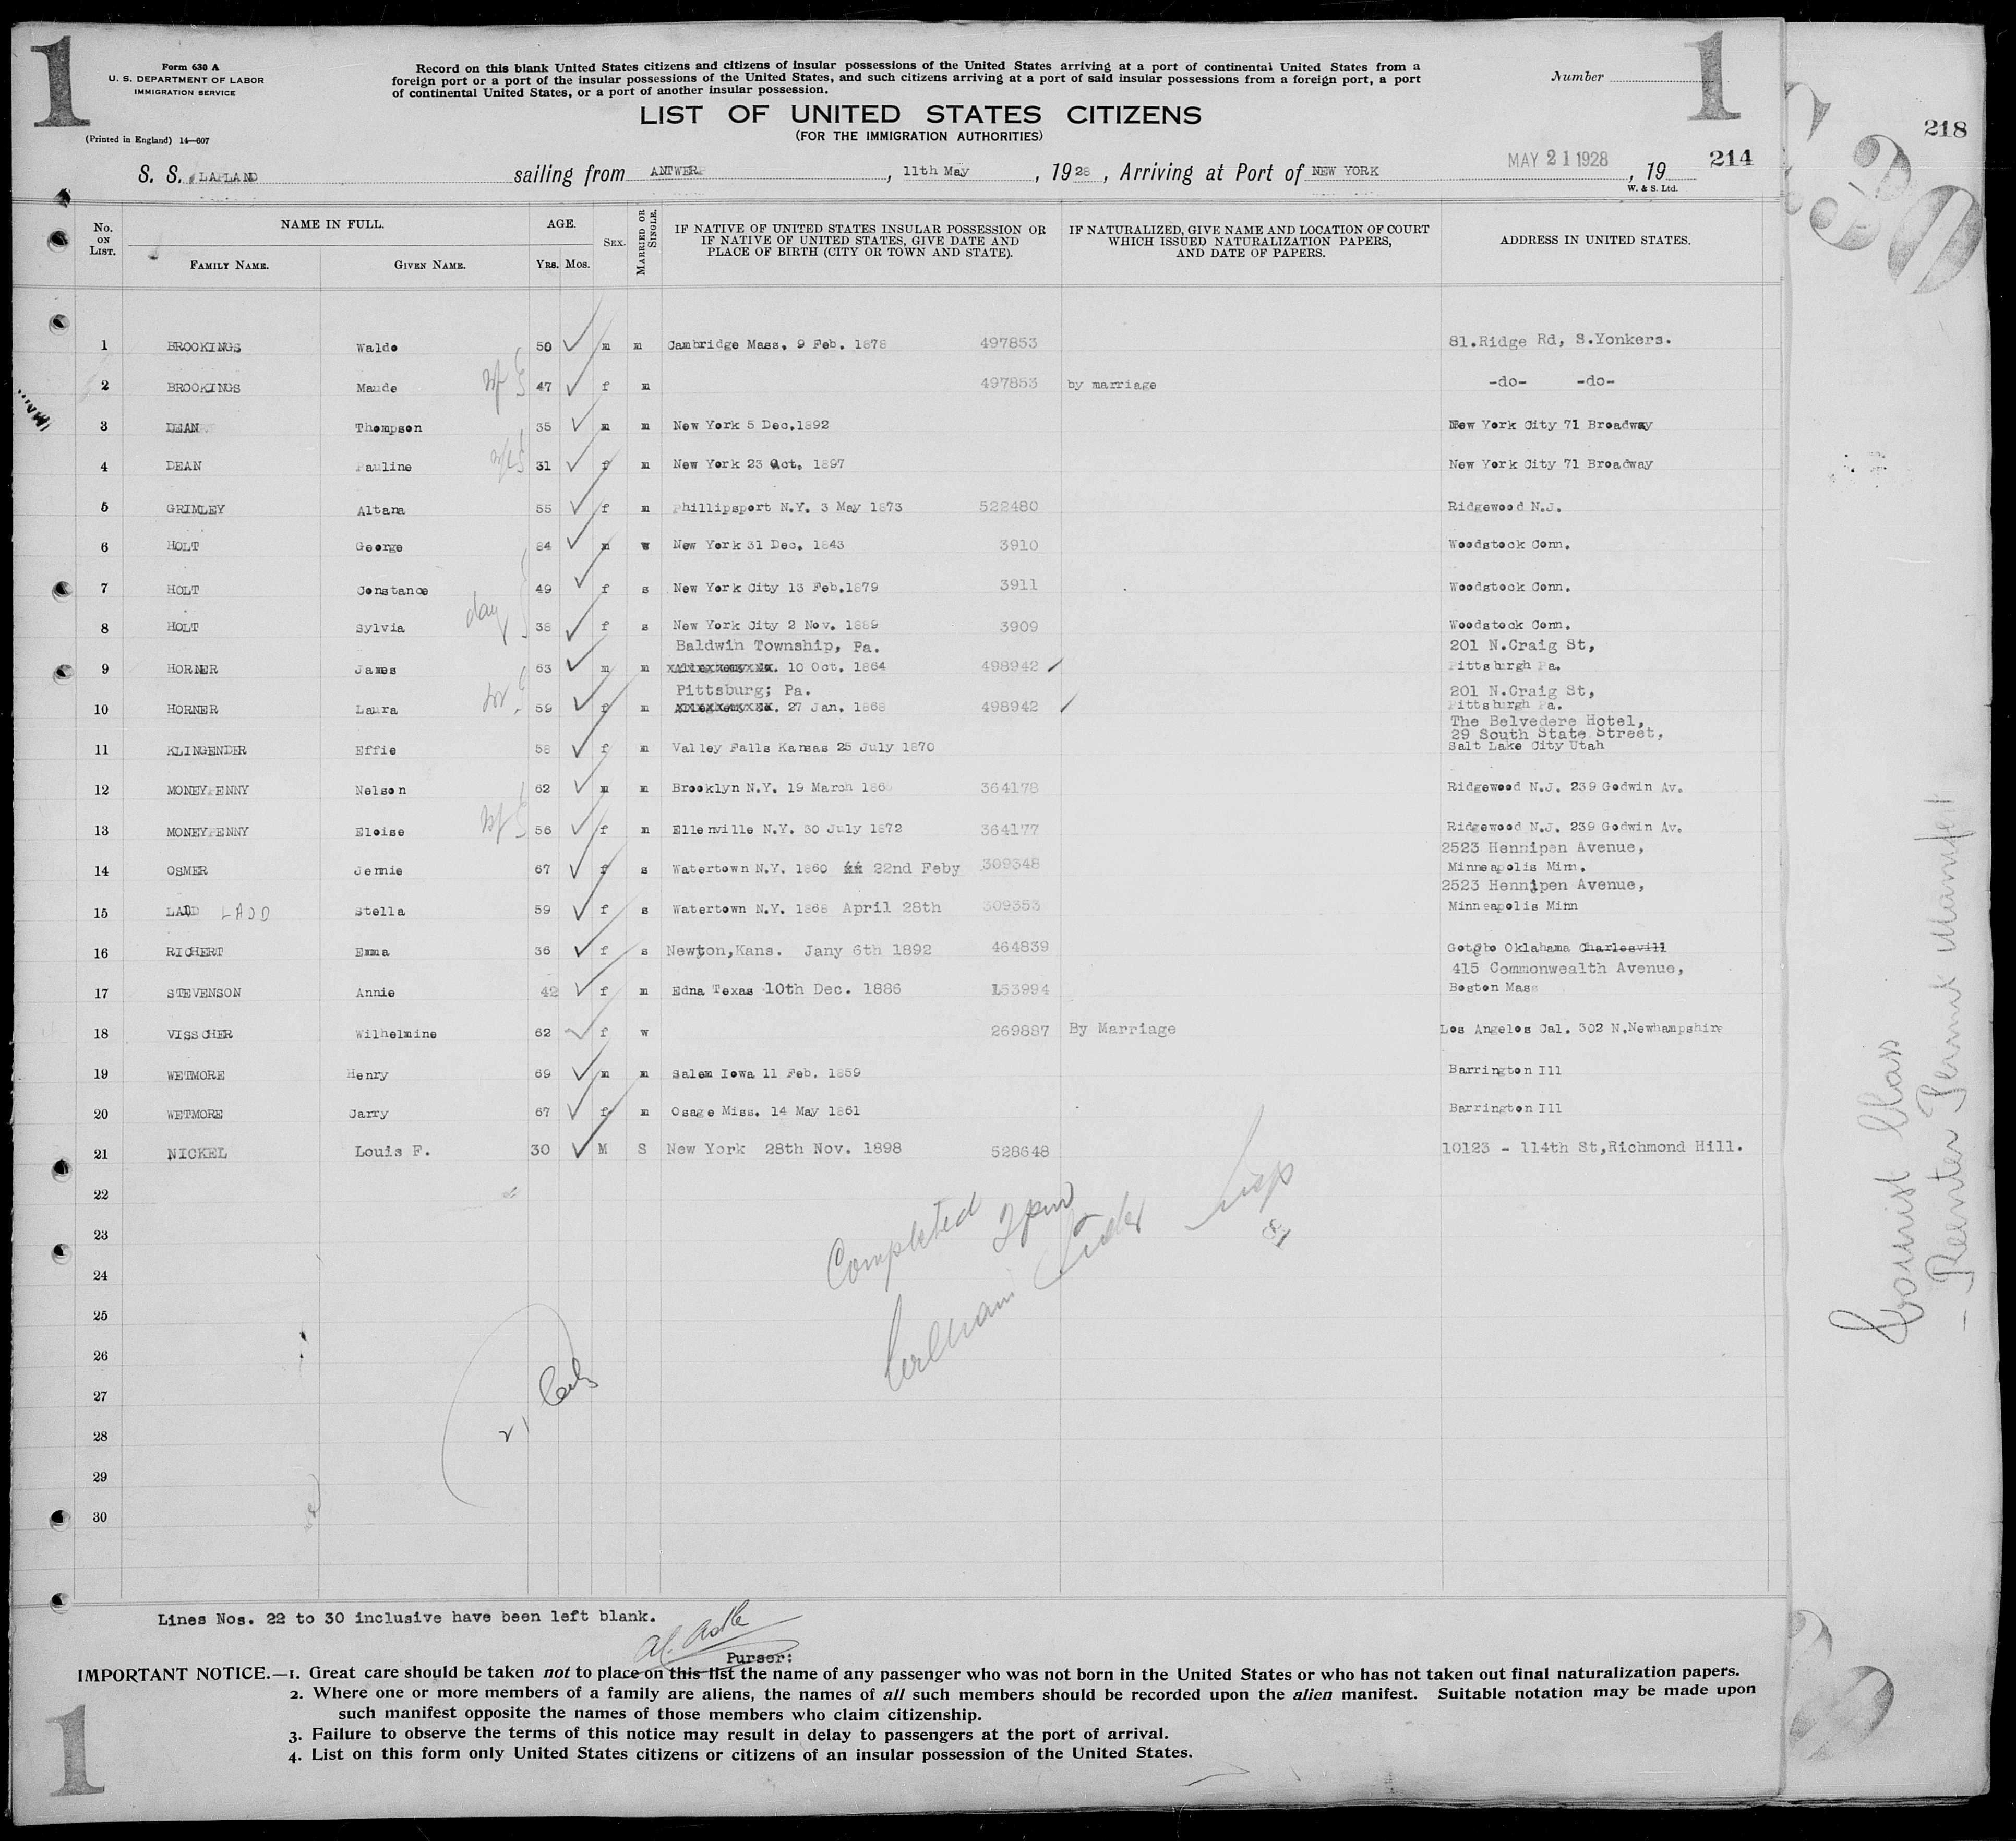 1
Form 630 A
U. S. DEPARTMENT OF LABOR
IMMIGRATION SERVICE
(Printed in England) 14—607
Record on this blank United States citizens and citizens of insular possessions of the United States arriving at a port of continental United States from a
foreign port or a port of the insular possessions of the United States, and such citizens arriving at a port of said insular possessions from a foreign port, a port
of continental United States, or a port of another insular possession.
Number
1
218
LIST OF UNITED STATES CITIZENS
(FOR THE IMMIGRATION AUTHORITIES)
S. S. LAPLAND sailing from ANTWERP, 11th May, 1928, Arriving at Port of NEW YORK MAY 21 1928, 19 214
W. & S. Ltd.
No. ON LIST. NAME IN FULL. FAMILY NAME. GIVEN NAME. AGE. YRS. MOS. SEX. MARRIED OR SINGLE. IF NATIVE OF UNITED STATES INSULAR POSSESSION OR IF NATIVE OF UNITED STATES, GIVE DATE AND PLACE OF BIRTH (CITY OR TOWN AND STATE). IF NATURALIZED, GIVE NAME AND LOCATION OF COURT WHICH ISSUED NATURALIZATION PAPERS, AND DATE OF PAPERS. ADDRESS IN UNITED STATES.
1 BROOKINGS Waldo 50 m m Cambridge Mass. 9 Feb. 1878 497853 81.Ridge Rd, S.Yonkers.
2 BROOKINGS Maude wf 47 f m 497853 by marriage -do- -do-
3 DEAN Thompson 35 m m New York 5 Dec.1892 New York City 71 Broadway
4 DEAN Pauline wf 31 f m New York 23 Oct. 1897 New York City 71 Broadway
5 GRIMLEY Altana 55 f m Phillipsport N.Y. 3 May 1873 522480 Ridgewood N.J.
6 HOLT George 84 m w New York 31 Dec. 1843 3910 Woodstock Conn.
7 HOLT Constance 49 f s New York City 13 Feb.1879 3911 Woodstock Conn.
8 HOLT Sylvia 38 f s New York City 2 Nov. 1889 3909 Woodstock Conn.
Baldwin Township, Pa. 201 N.Craig St,
9 HORNER James 63 m m 10 Oct. 1864 498942 Pittsburgh Pa.
Pittsburg; Pa. 201 N.Craig St,
10 HORNER Laura 59 f m 27 Jan. 1868 498942 Pittsburgh Pa.
The Belvedere Hotel,
29 South State Street,
11 KLINGENDER Effie 58 f m Valley Falls Kansas 25 July 1870 Salt Lake City Utah
12 MONEYPENNY Nelson 62 m m Brooklyn N.Y. 19 March 186 364178 Ridgewood N.J. 239 Godwin Av.
13 MONEYPENNY Eloise wf 56 f m Ellenville N.Y. 30 July 1872 364177 Ridgewood N.J. 239 Godwin Av.
2523 Hennipen Avenue,
14 OSMER Jennie 67 f s Watertown N.Y. 1860 22nd Feby 309348 Minneapolis Minn.
2523 Hennipen Avenue,
15 LADD LADD Stella 59 f s Watertown N.Y. 1868 April 28th 309353 Minneapolis Minn
16 RICHERT Emma 36 f s Newton,Kans. Jany 6th 1892 464839 Gotebo Oklahama Charlesvill
415 Commonwealth Avenue,
17 STEVENSON Annie 42 f m Edna Texas 10th Dec. 1886 153994 Boston Mass
18 VISSCHER Wilhelmine 62 f w 269887 By Marriage Los Angelos Cal. 302 N.Newhampshire
19 WETMORE Henry 69 m m Salem Iowa 11 Feb. 1859 Barrington Ill
20 WETMORE Carry 67 f m Osage Miss. 14 May 1861 Barrington Ill
21 NICKEL Louis F. 30 M S New York 28th Nov. 1898 528648 10123 - 114th St,Richmond Hill.
22
23
24
25
26
27
28
29
30
Completed 2pm
William
Insp
81
Tourist Class
- Reenter Permit Manifest
Lines Nos. 22 to 30 inclusive have been left blank.
Purser:
IMPORTANT NOTICE.—1. Great care should be taken not to place on this list the name of any passenger who was not born in the United States or who has not taken out final naturalization papers.
2. Where one or more members of a family are aliens, the names of all such members should be recorded upon the alien manifest. Suitable notation may be made upon
such manifest opposite the names of those members who claim citizenship.
3. Failure to observe the terms of this notice may result in delay to passengers at the port of arrival.
4. List on this form only United States citizens or citizens of an insular possession of the United States.
1